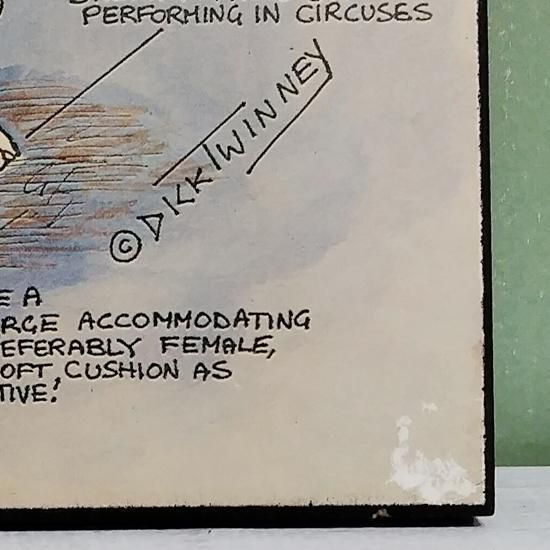 PERFORMING IN CIRCUSES
© DICK TWINNEY
E A
RGE ACCOMMODATING
EFERABLY FEMALE,
OFT, CUSHION AS
TIVE!